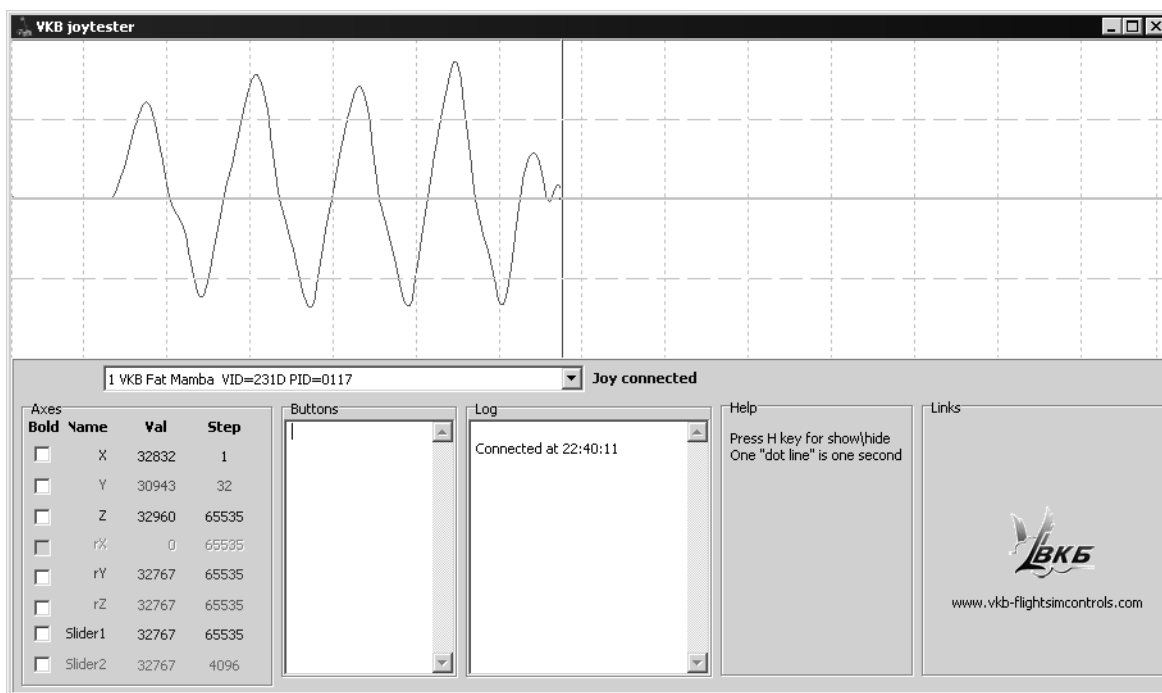 VKB joytester
1 VKB Fat Mamba VID=231D PID=0117
Joy connected
Axes
Bold Name Val Step
X 32832 1
Y 30943 32
Z 32960 65535
rX 0 65535
rY 32767 65535
rZ 32767 65535
Slider1 32767 65535
Slider2 32767 4096
Buttons
Log
Connected at 22:40:11
Help
Press H key for show\hide
One "dot line" is one second
Links
ВКБ
www.vkb-flightsimcontrols.com